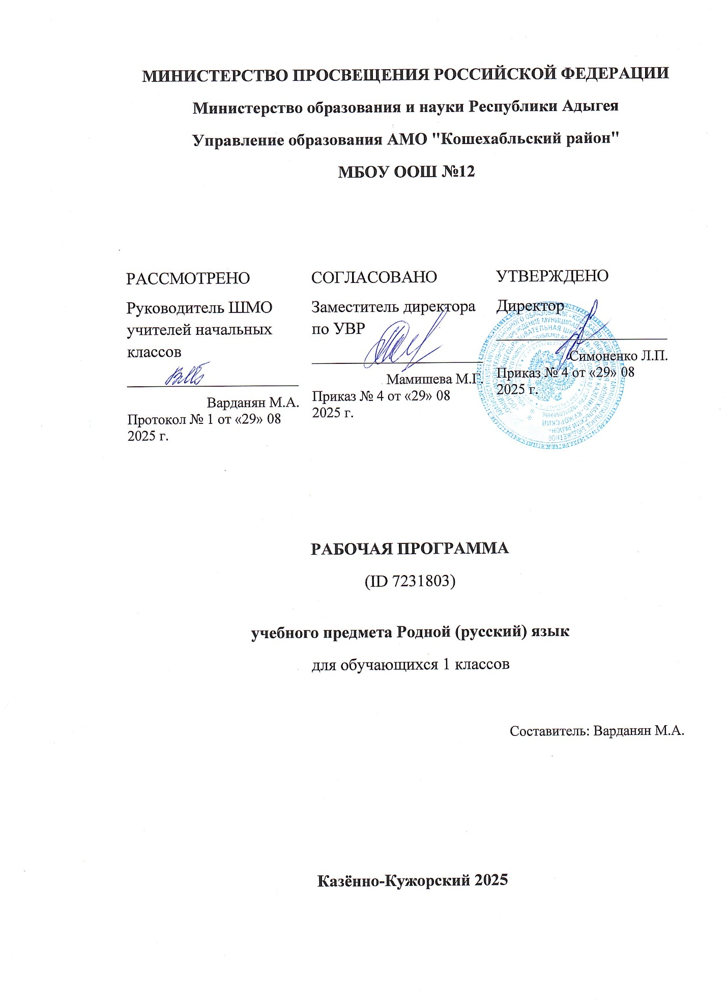 МИНИСТЕРСТВО ПРОСВЕЩЕНИЯ РОССИЙСКОЙ ФЕДЕРАЦИИ
Министерство образования и науки Республики Адыгея
Управление образования АМО "Кошехабльский район"
МБОУ ООШ №12
РАССМОТРЕНО
Руководитель ШМО
учителей начальных
классов
Варданян М.А.
Протокол № 1 от «29» 08
2025 г.
СОГЛАСОВАНО
Заместитель директора
по УВР
Мамишева М.Г.
Приказ № 4 от «29» 08
2025 г.
УТВЕРЖДЕНО
Директор
Симоненко Л.П.
Приказ № 4 от «29» 08
2025 г.
РАБОЧАЯ ПРОГРАММА
(ID 7231803)
учебного предмета Родной (русский) язык
для обучающихся 1 классов
Составитель: Варданян М.А.
Казённо-Кужорский 2025